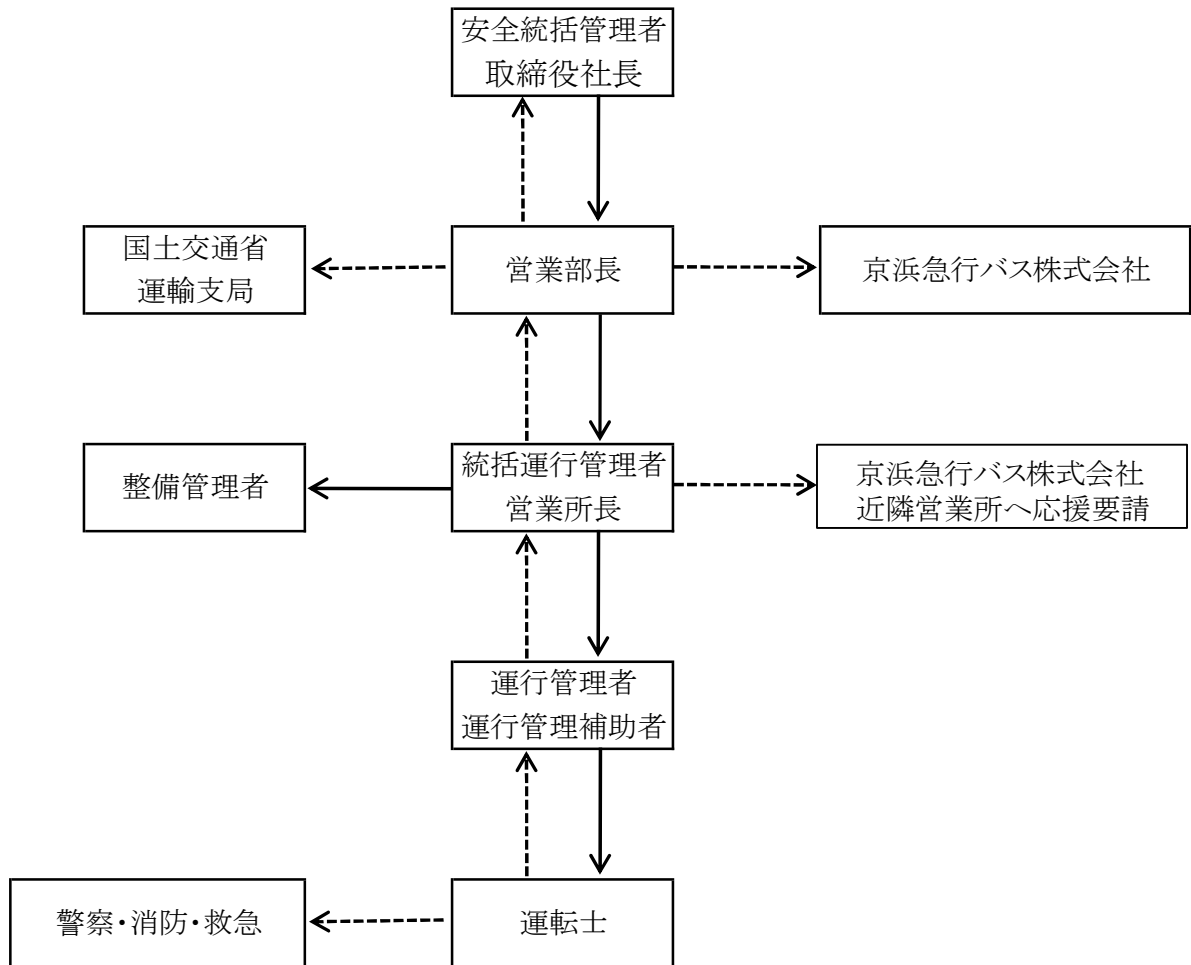 安全統括管理者
取締役社長
国土交通省
運輸支局
営業部長
京浜急行バス株式会社
整備管理者
統括運行管理者
営業所長
京浜急行バス株式会社
近隣営業所へ応援要請
運行管理者
運行管理補助者
警察・消防・救急
運転士